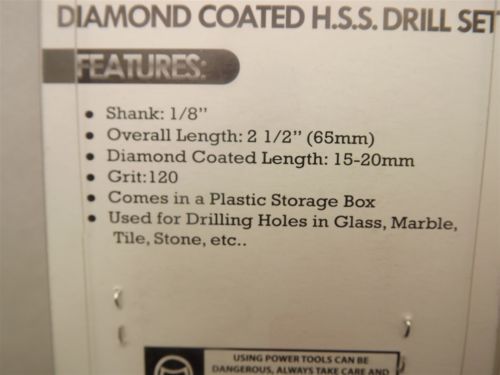 DIAMOND COATED H.S.S. DRILL SET
FEATURES:
• Shank: 1/8"
• Overall Length: 2 1/2" (65mm)
• Diamond Coated Length: 15-20mm
• Grit:120
• Comes in a Plastic Storage Box
• Used for Drilling Holes in Glass, Marble,
Tile, Stone, etc..
USING POWER TOOLS CAN BE
DANGEROUS, ALWAYS TAKE CARE AND